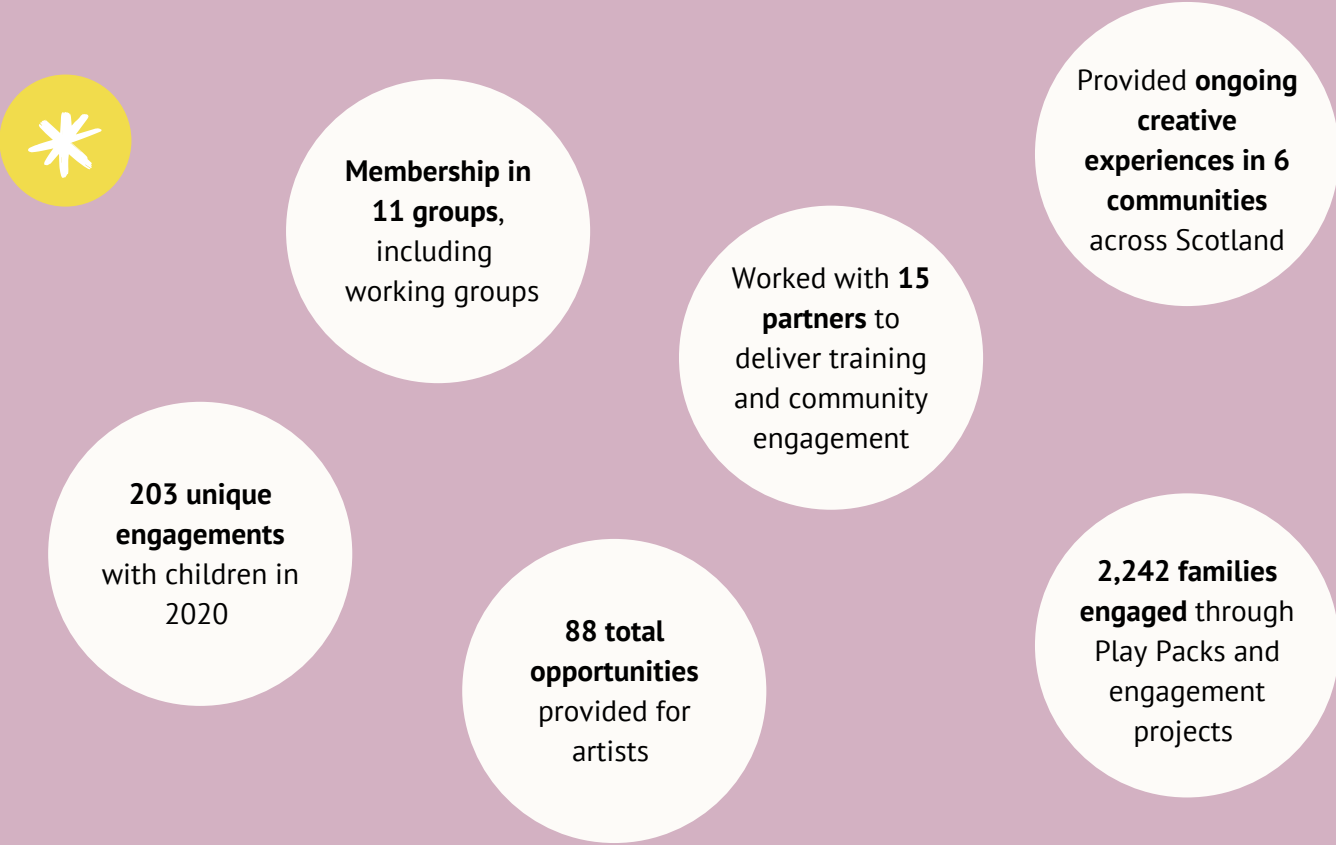 Membership in
11 groups,
including
working groups
Provided ongoing
creative
experiences in 6
communities
across Scotland
Worked with 15
partners to
deliver training
and community
engagement
203 unique
engagements
with children in
2020
88 total
opportunities
provided for
artists
2,242 families
engaged through
Play Packs and
engagement
projects